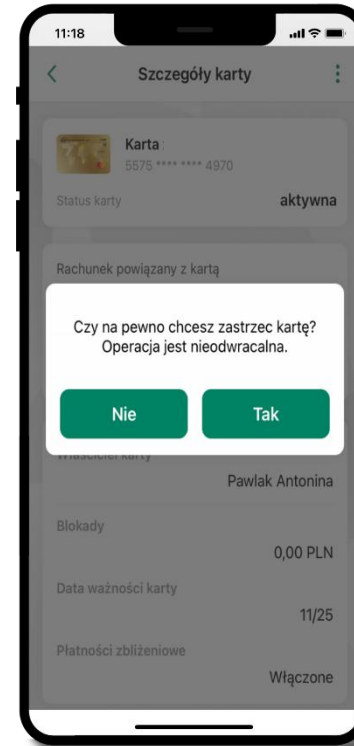 11:18
Szczegóły karty
Karta
5575 **** **** 4970
Status karty aktywna
Rachunek powiązany z kartą
Czy na pewno chcesz zastrzec kartę?
Operacja jest nieodwracalna.
Nie Tak
Właściciel karty
Pawlak Antonina
Blokady
0,00 PLN
Data ważności karty
11/25
Płatności zbliżeniowe
Włączone